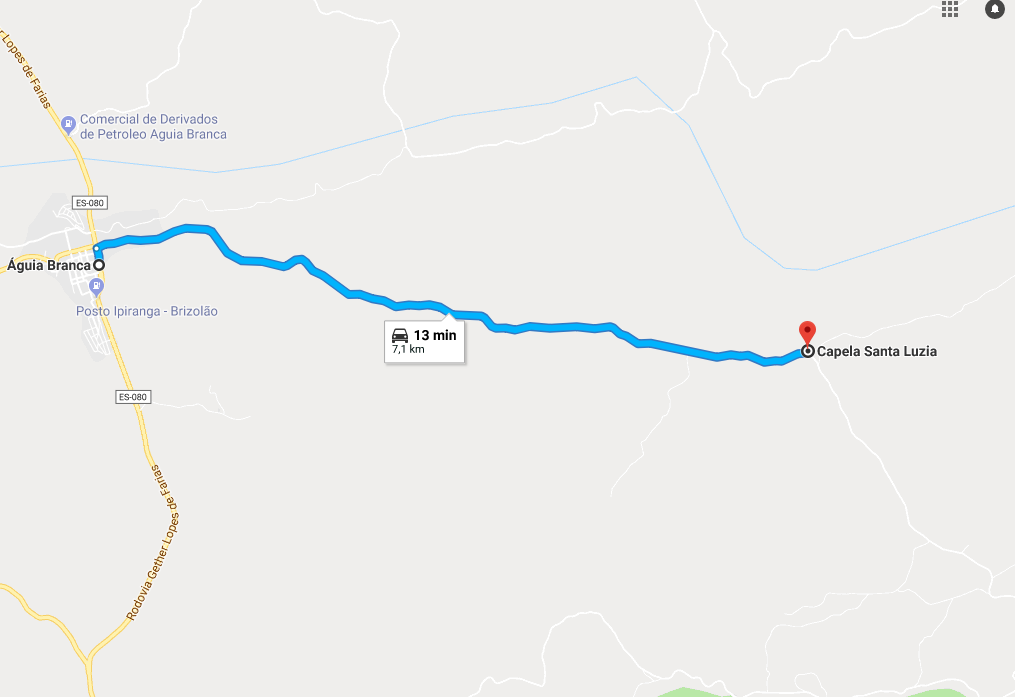 r Lopes de Farias
Comercial de Derivados
de Petroleo Aguia Branca
ES-080
Águia Branca
Posto Ipiranga - Brizolão
13 min
7,1 km
Capela Santa Luzia
ES-080
Rodovia Gether Lopes de Farias